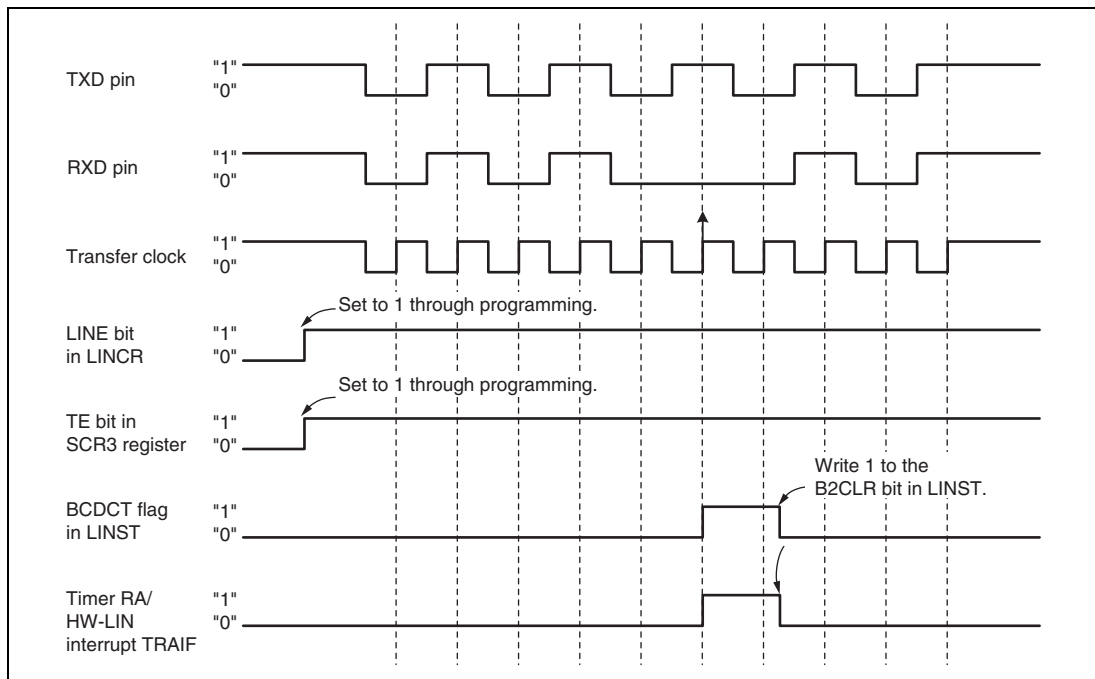 TXD pin
"1"
"0"
RXD pin
"1"
"0"
Transfer clock
"1"
"0"
Set to 1 through programming.
LINE bit
in LINCR
"1"
"0"
Set to 1 through programming.
TE bit in
SCR3 register
"1"
"0"
Write 1 to the
B2CLR bit in LINST.
BCDCT flag
in LINST
"1"
"0"
Timer RA/
HW-LIN
interrupt TRAIF
"1"
"0"